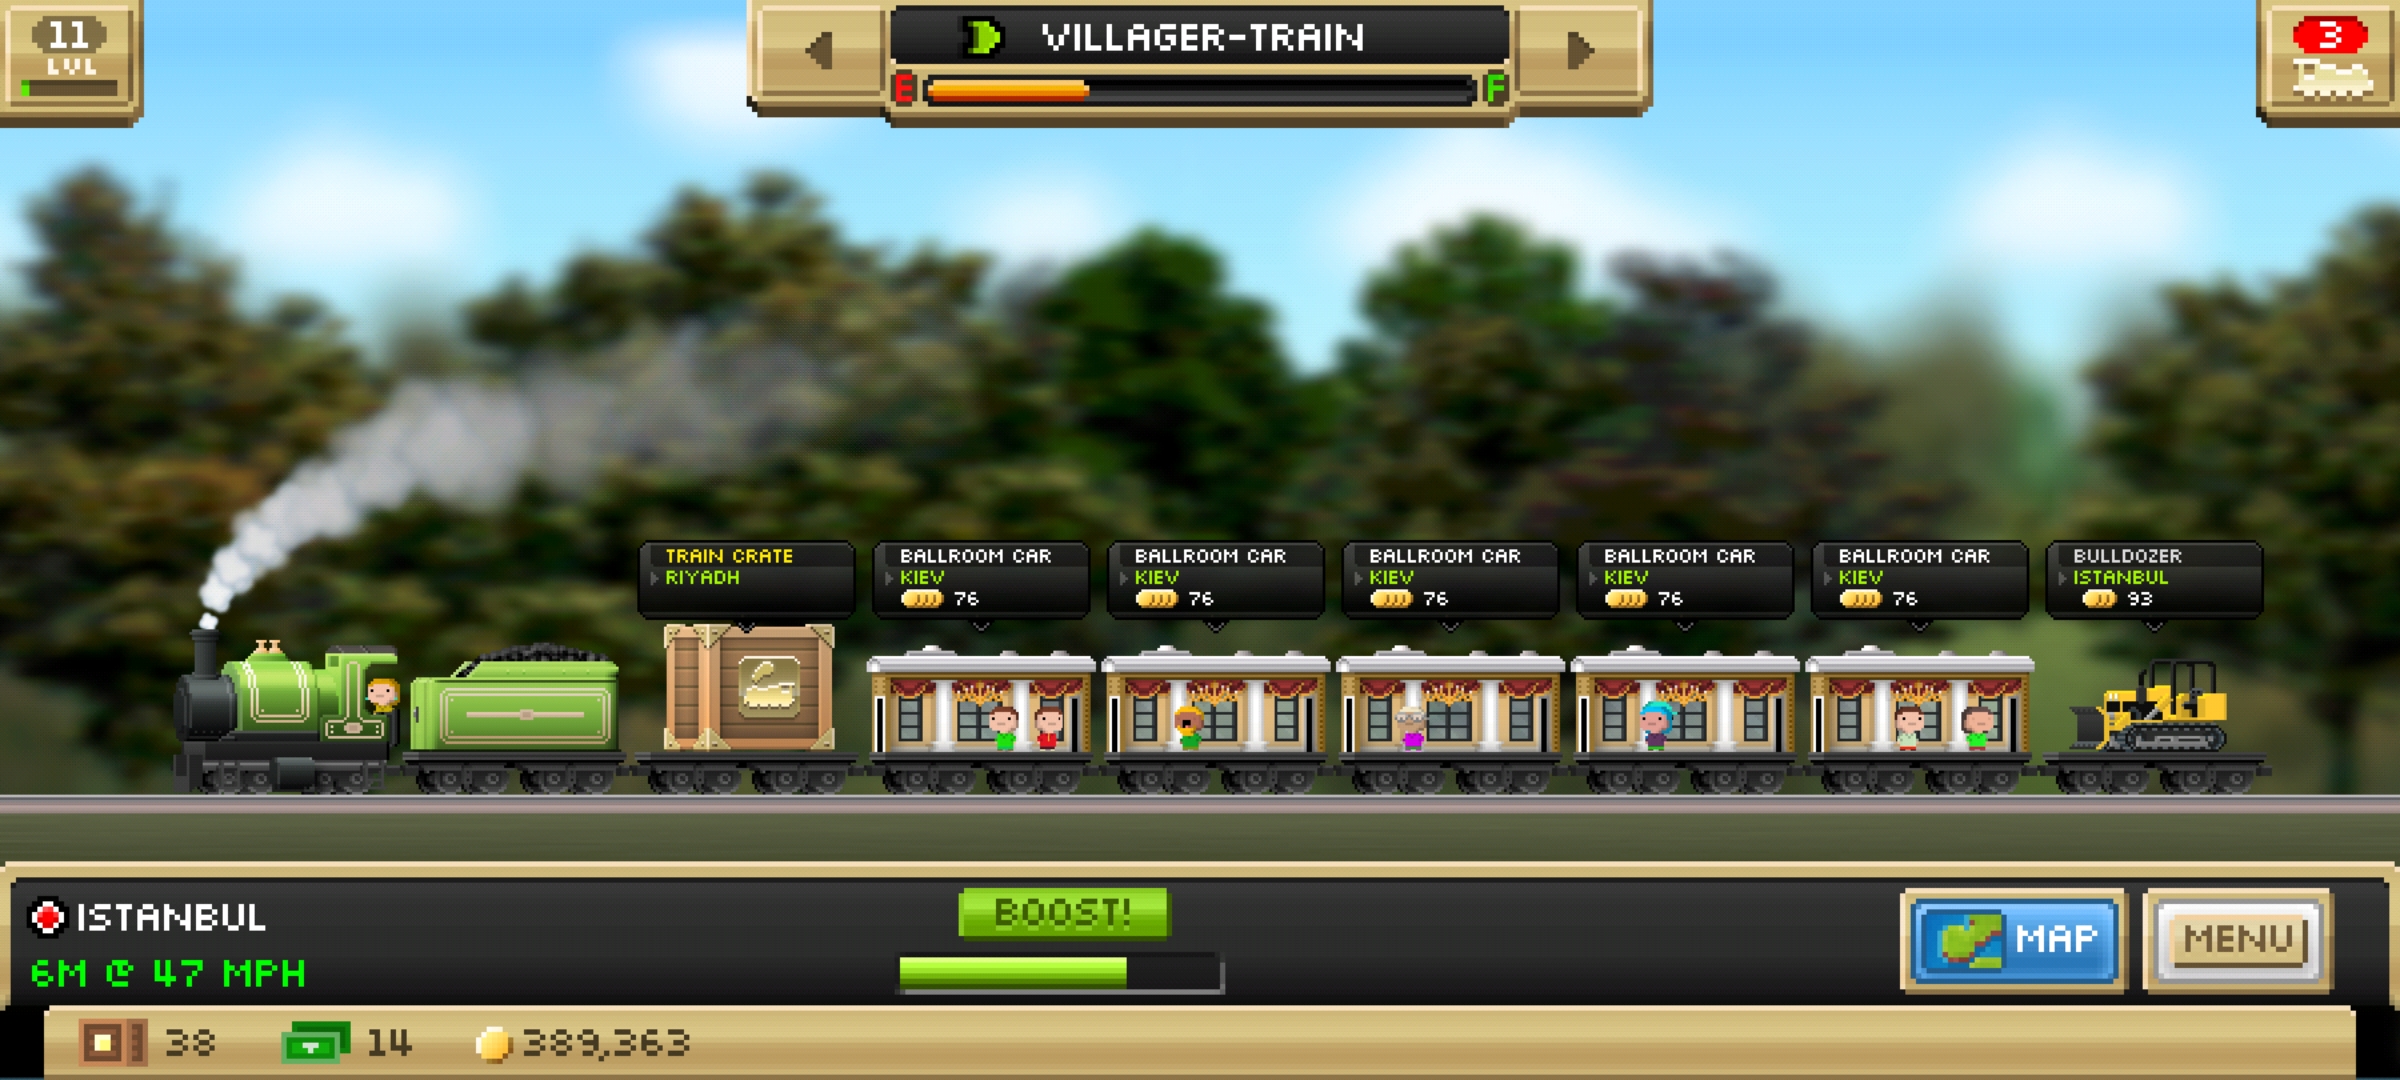 11
LVL
VILLAGER-TRAIN
E F
3
TRAIN CRATE
RIYADH
BALLROOM CAR
KIEV
76
BALLROOM CAR
KIEV
76
BALLROOM CAR
KIEV
76
BALLROOM CAR
KIEV
76
BALLROOM CAR
KIEV
76
BULLDOZER
ISTANBUL
93
ISTANBUL
6M @ 47 MPH
BOOST!
MAP
MENU
38
14
389,363